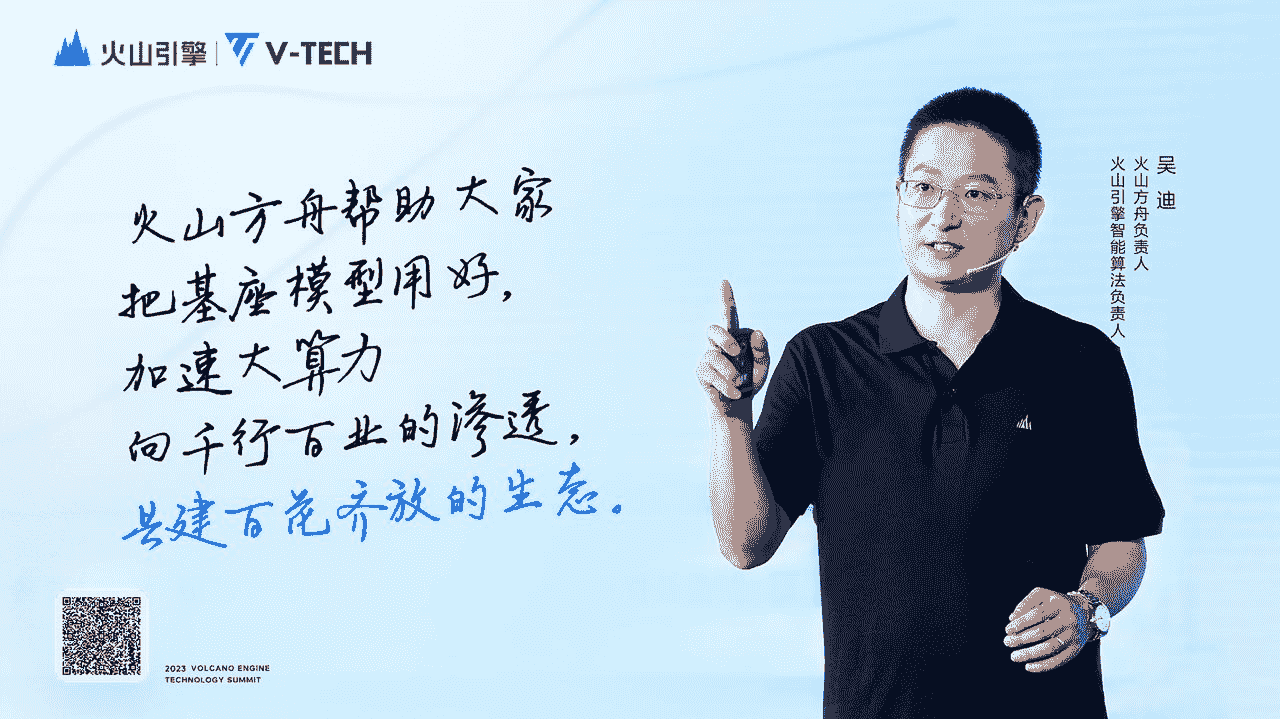 火山引擎 | V-TECH
火山方舟帮助大家
把基座模型用好,
加速大算力
向千行百业的渗透,
共建百花齐放的生态。
吴迪
火山方舟负责人
火山引擎智能算法负责人
2023 VOLCANO ENGINE
TECHNOLOGY SUMMIT